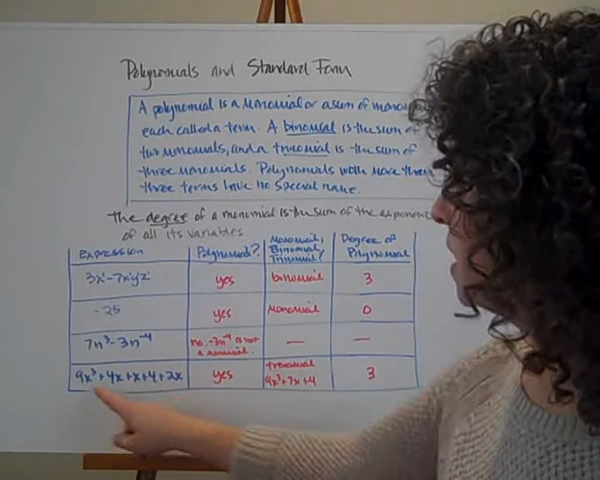 Polynomials and Standard Form
A polynomial is a Monomial or a sum of
each called a term. A binomial is the sum of
two monomials, and a trinomial is the sum of
three monomials. Polynomials with more than
three terms have no special name.
The degree of a monomial is the sum of the
of all its variables
Expression Polynomial? Monomial, Binomial, Trinomial? Degree of Polynomial
3x¹-7x¹yz¹ yes binomial 3
-25 yes Monomial 0
7n³-3n⁻⁴ no. -3n⁻⁴ is not a monomial. — —
9x³+4x+x+4+2x yes trinomial 9x³+7x+4 3